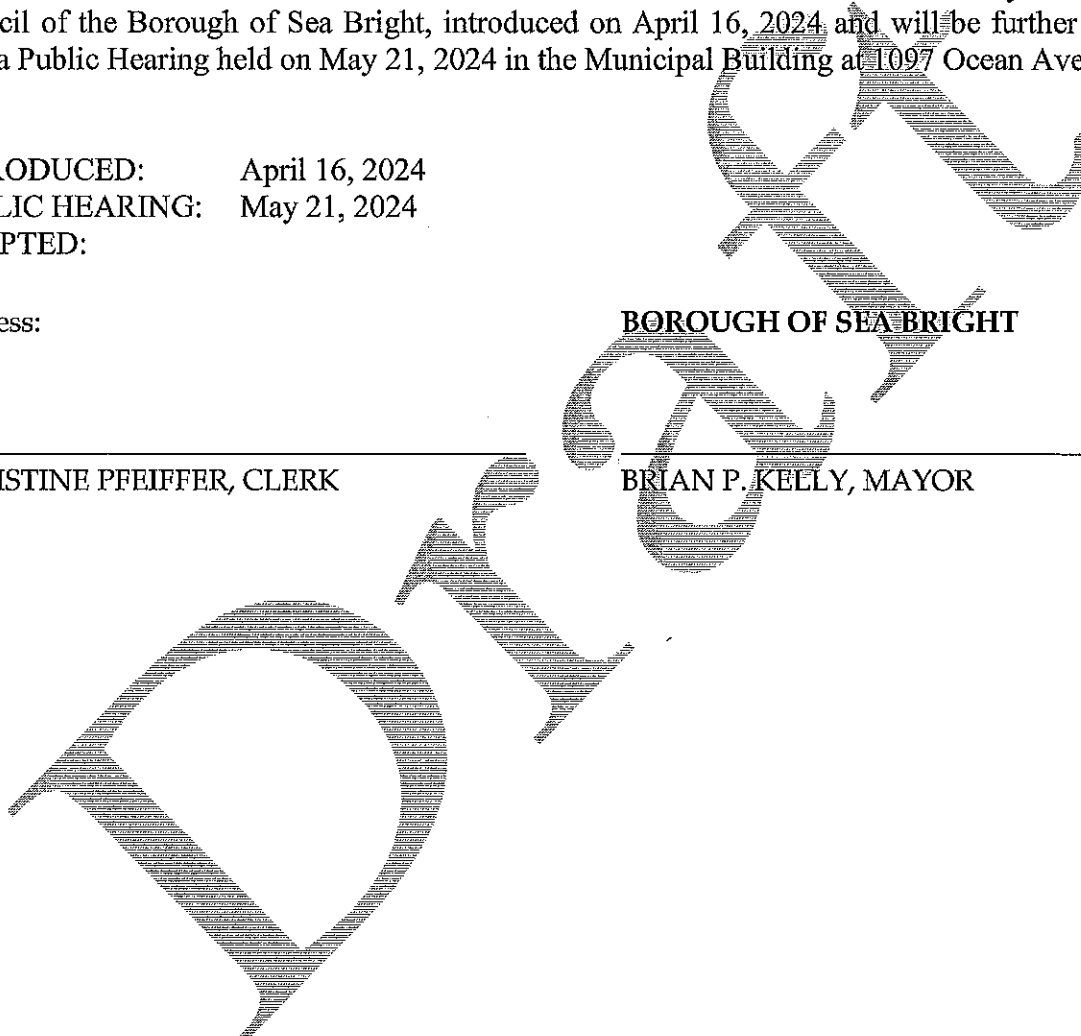 cil of the Borough of Sea Bright, introduced on April 16, 2024 and will be further
a Public Hearing held on May 21, 2024 in the Municipal Building at 1097 Ocean Ave
RODUCED: April 16, 2024
LIC HEARING: May 21, 2024
PTED:
ess:
BOROUGH OF SEA BRIGHT
ISTINE PFEIFFER, CLERK BRIAN P. KELLY, MAYOR
Draft